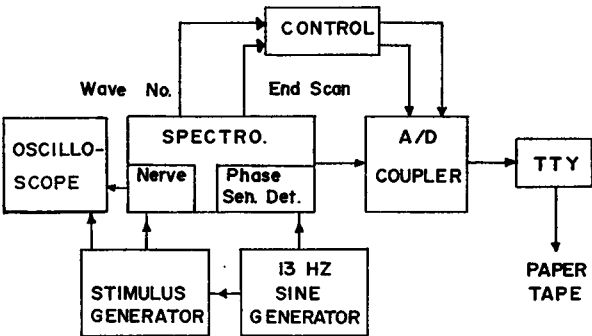 CONTROL
Wave No.
End Scan
SPECTRO.
A/D
COUPLER
OSCILLO-
SCOPE
Nerve
Phase
Sen. Det.
TTY
STIMULUS
GENERATOR
13 HZ
SINE
GENERATOR
PAPER
TAPE